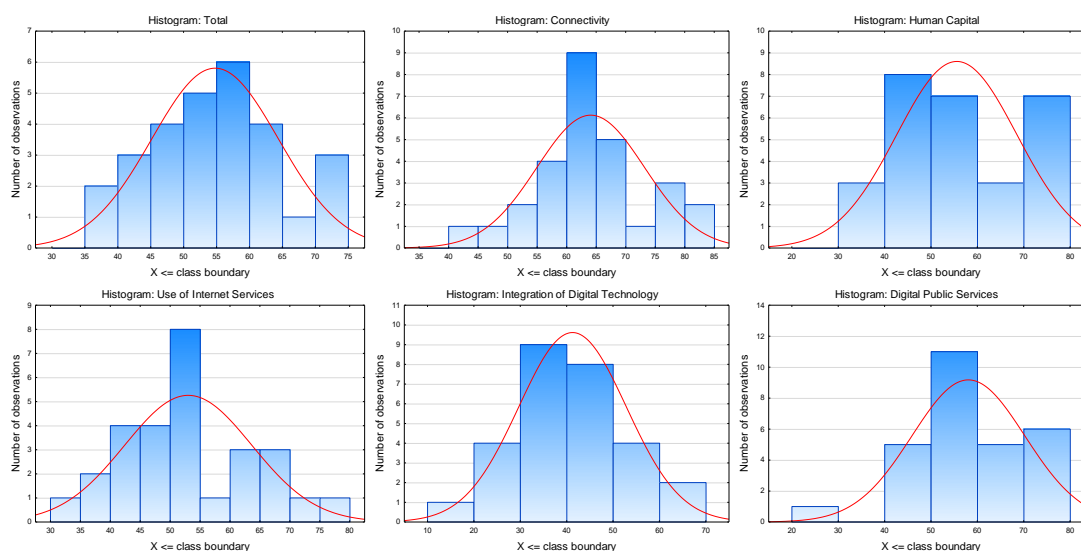 Histogram: Total
Number of observations
7
6
5
4
3
2
1
0
30 35 40 45 50 55 60 65 70 75
X <= class boundary
Histogram: Connectivity
Number of observations
10
9
8
7
6
5
4
3
2
1
0
35 40 45 50 55 60 65 70 75 80 85
X <= class boundary
Histogram: Human Capital
Number of observations
10
9
8
7
6
5
4
3
2
1
0
20 30 40 50 60 70 80
X <= class boundary
Histogram: Use of Internet Services
Number of observations
9
8
7
6
5
4
3
2
1
0
30 35 40 45 50 55 60 65 70 75 80
X <= class boundary
Histogram: Integration of Digital Technology
Number of observations
11
10
9
8
7
6
5
4
3
2
1
0
10 20 30 40 50 60 70
X <= class boundary
Histogram: Digital Public Services
Number of observations
14
12
10
8
6
4
2
0
20 30 40 50 60 70 80
X <= class boundary